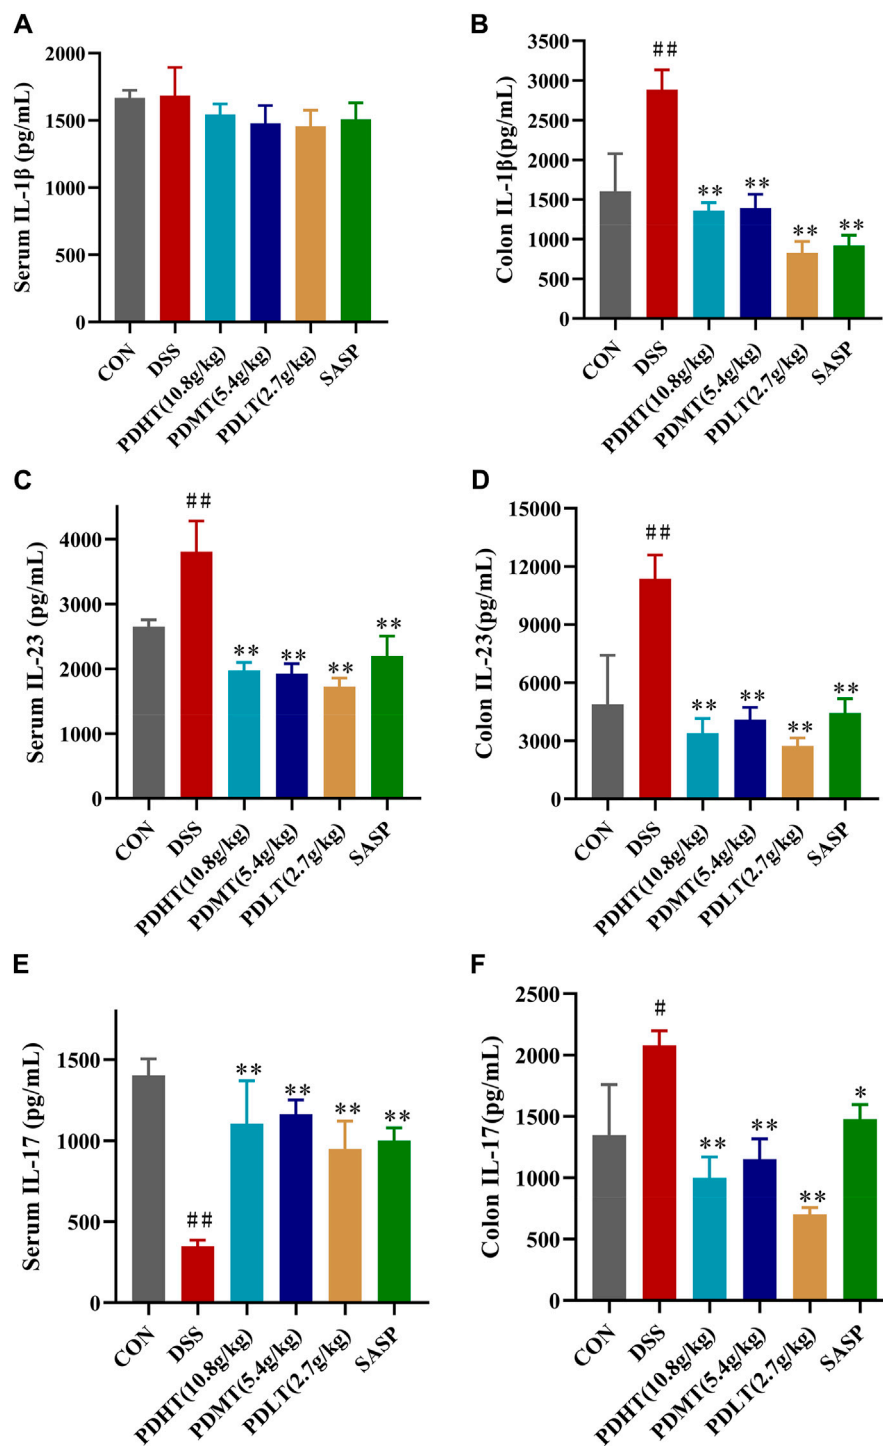 A
Serum IL-1β (pg/mL)
2000
1500
1000
500
0
CON
DSS
PDHT(10.8g/kg)
PDMT(5.4g/kg)
PDLT(2.7g/kg)
SASP
B
Colon IL-1β(pg/mL)
3500
3000
2500
2000
1500
1000
500
0
##
**
**
**
**
CON
DSS
PDHT(10.8g/kg)
PDMT(5.4g/kg)
PDLT(2.7g/kg)
SASP
C
Serum IL-23 (pg/mL)
4000
3000
2000
1000
0
##
**
**
**
**
CON
DSS
PDHT(10.8g/kg)
PDMT(5.4g/kg)
PDLT(2.7g/kg)
SASP
D
Colon IL-23(pg/mL)
15000
12000
9000
6000
3000
0
##
**
**
**
**
CON
DSS
PDHT(10.8g/kg)
PDMT(5.4g/kg)
PDLT(2.7g/kg)
SASP
E
Serum IL-17 (pg/mL)
1500
1000
500
0
##
**
**
**
**
CON
DSS
PDHT(10.8g/kg)
PDMT(5.4g/kg)
PDLT(2.7g/kg)
SASP
F
Colon IL-17(pg/mL)
2500
2000
1500
1000
500
0
#
**
**
**
*
CON
DSS
PDHT(10.8g/kg)
PDMT(5.4g/kg)
PDLT(2.7g/kg)
SASP